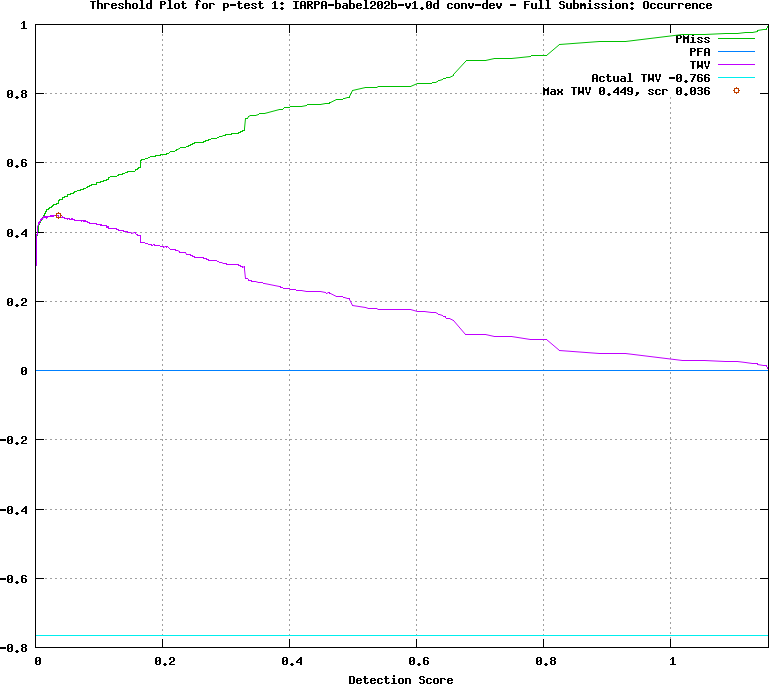 Threshold Plot for p-test 1: IARPA-babel202b-v1.0d conv-dev - Full Submission: Occurrence
1
PMiss
PFA
TWV
Actual TWV -0.766
Max TWV 0.449, scr 0.036
0.8
0.6
0.4
0.2
0
-0.2
-0.4
-0.6
-0.8
0 0.2 0.4 0.6 0.8 1
Detection Score